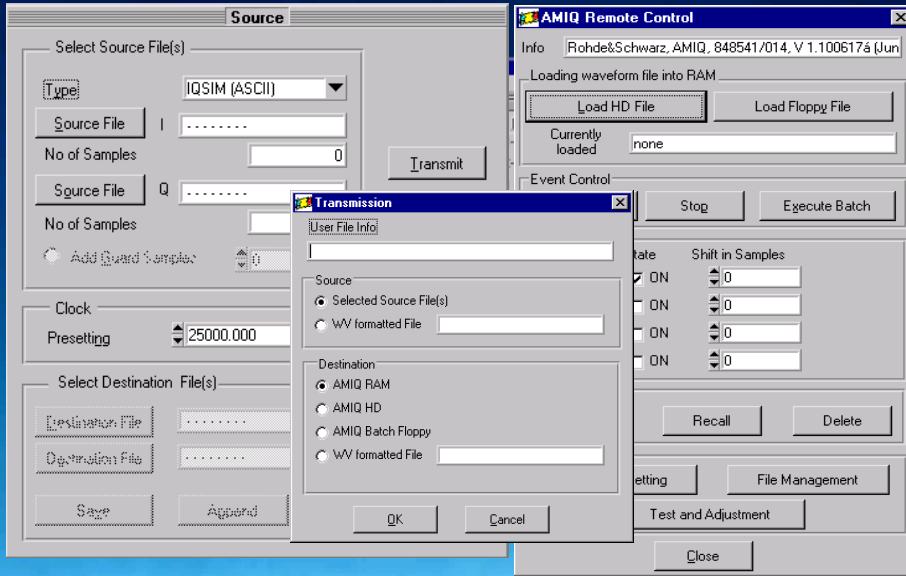 Source
Select Source File(s)
Type
IQSIM (ASCII)
Source File
I
........
No of Samples
0
Source File
Q
........
No of Samples
Add Guard Samples
0
Transmit
Clock
Presetting
25000.000
Select Destination File(s)
Destination File
........
Destination File
........
Save
Append
Transmission
User File Info
Source
Selected Source File(s)
WV formatted File
Destination
AMIQ RAM
AMIQ HD
AMIQ Batch Floppy
WV formatted File
OK
Cancel
AMIQ Remote Control
Info
Rohde&Schwarz, AMIQ, 848541/014, V 1.100617á (Jun
Loading waveform file into RAM
Load HD File
Load Floppy File
Currently
loaded
none
Event Control
Stop
Execute Batch
tate
Shift in Samples
ON
0
ON
0
ON
0
ON
0
Recall
Delete
etting
File Management
Test and Adjustment
Close